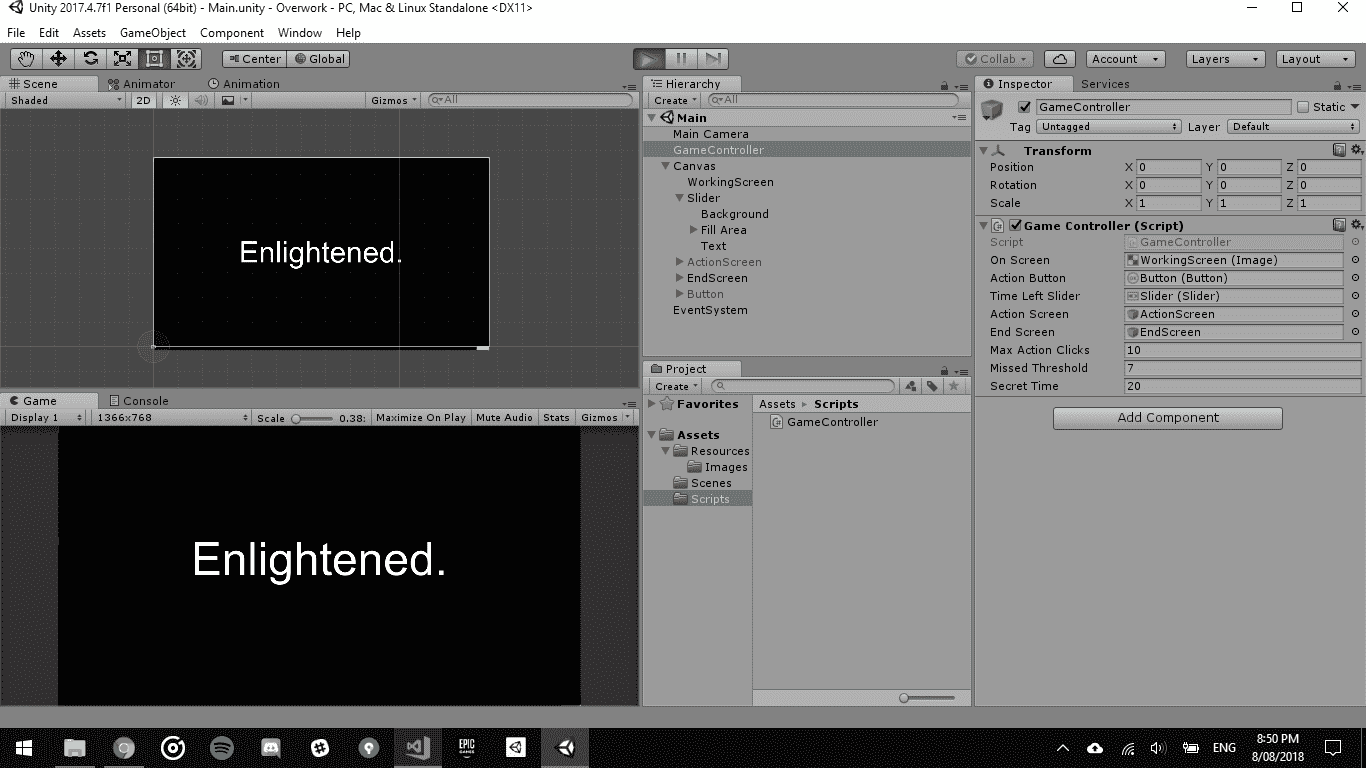 Unity 2017.4.7f1 Personal (64bit) - Main.unity - Overwork - PC, Mac & Linux Standalone <DX11>
File Edit Assets GameObject Component Window Help
Center Global Collab Account Layers Layout
Scene Animator Animation
Shaded 2D Gizmos All
Enlightened.
Game Console
Display 1 1366x768 Scale 0.38: Maximize On Play Mute Audio Stats Gizmos
Enlightened.
Hierarchy
Create All
Main
Main Camera
GameController
Canvas
WorkingScreen
Slider
Background
Fill Area
Text
ActionScreen
EndScreen
Button
EventSystem
Project
Create
Favorites
Assets
Resources
Images
Scenes
Scripts
Assets Scripts
GameController
Inspector Services
GameController Static
Tag Untagged Layer Default
Transform
Position X 0 Y 0 Z 0
Rotation X 0 Y 0 Z 0
Scale X 1 Y 1 Z 1
Game Controller (Script)
Script GameController
On Screen WorkingScreen (Image)
Action Button Button (Button)
Time Left Slider Slider (Slider)
Action Screen ActionScreen
End Screen EndScreen
Max Action Clicks 10
Missed Threshold 7
Secret Time 20
Add Component
EPIC
GAMES
ENG
8:50 PM
8/08/2018